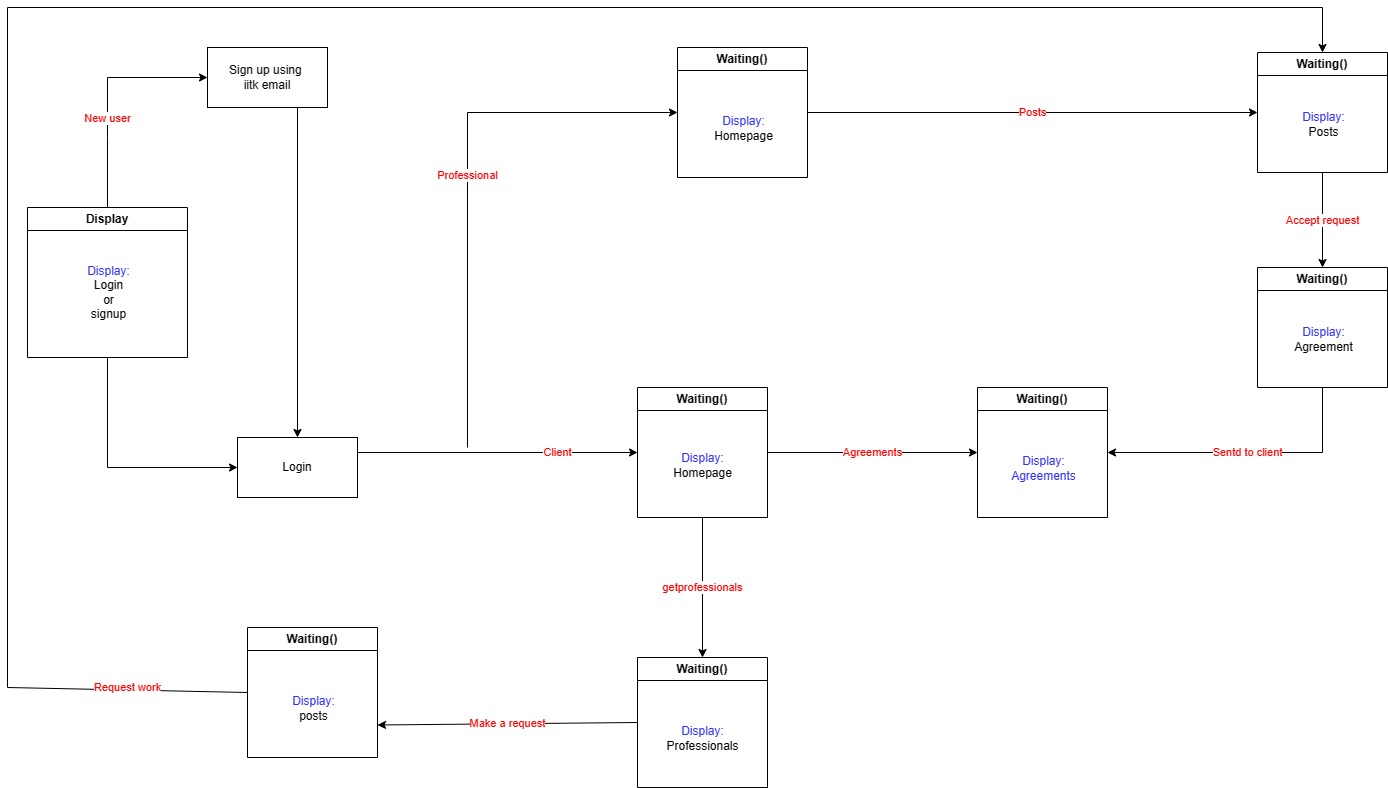 Waiting()
Display:
Homepage
Posts
Waiting()
Display:
Posts
Sign up using
iitk email
New user
Professional
Accept request
Display
Display:
Login
or
signup
Waiting()
Display:
Agreement
Login
Client
Waiting()
Display:
Homepage
Agreements
Waiting()
Display:
Agreements
Sentd to client
getprofessionals
Waiting()
Display:
posts
Request work
Make a request
Waiting()
Display:
Professionals